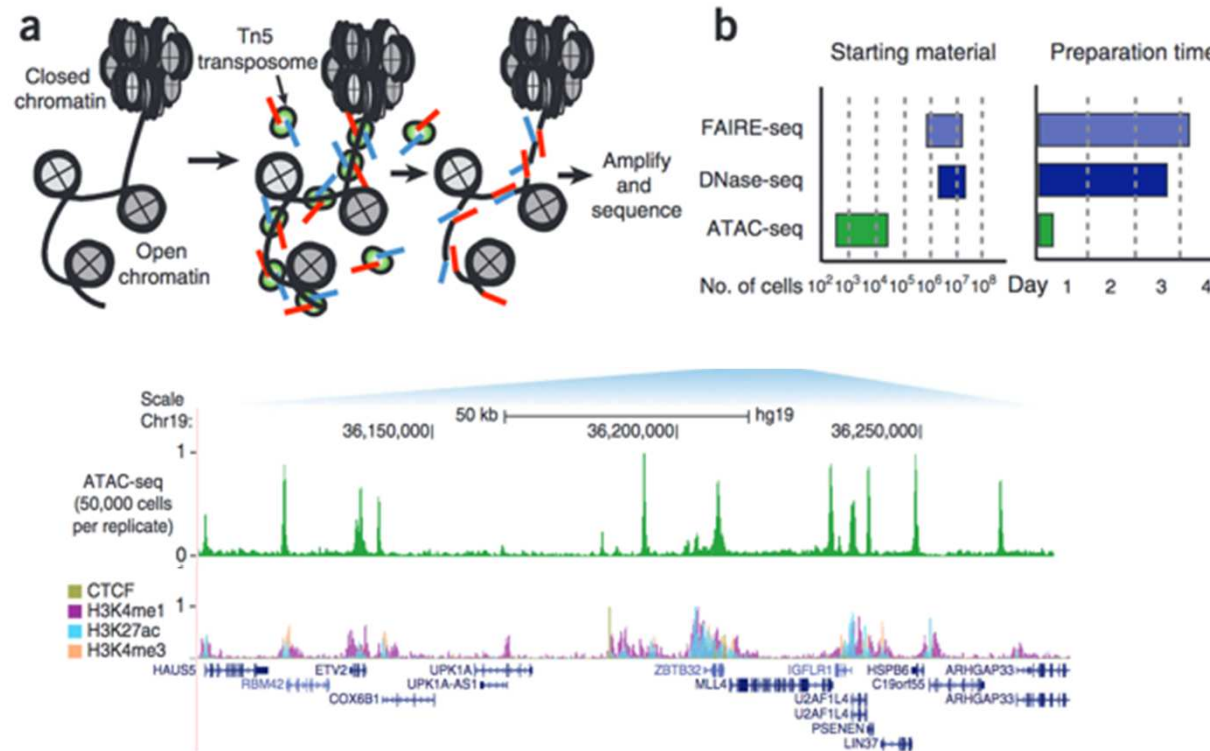 a
Tn5
transposome
Closed
chromatin
Open
chromatin
Amplify
and
sequence
b
Starting material
Preparation time
FAIRE-seq
DNase-seq
ATAC-seq
No. of cells 10² 10³ 10⁴ 10⁵ 10⁶ 10⁷ 10⁸
Day 1 2 3 4
Scale
Chr19:
50 kb hg19
36,150,000| 36,200,000| 36,250,000|
1
ATAC-seq
(50,000 cells
per replicate)
0
1
CTCF
H3K4me1
H3K27ac
H3K4me3
HAUS5 ETV2 UPK1A ZBTB32 IGFLR1 HSPB6 ARHGAP33
RBM42 UPK1A-AS1 MLL4 C19orf55
COX6B1 U2AF1L4 ARHGAP33
U2AF1L4
PSENEN
LIN37